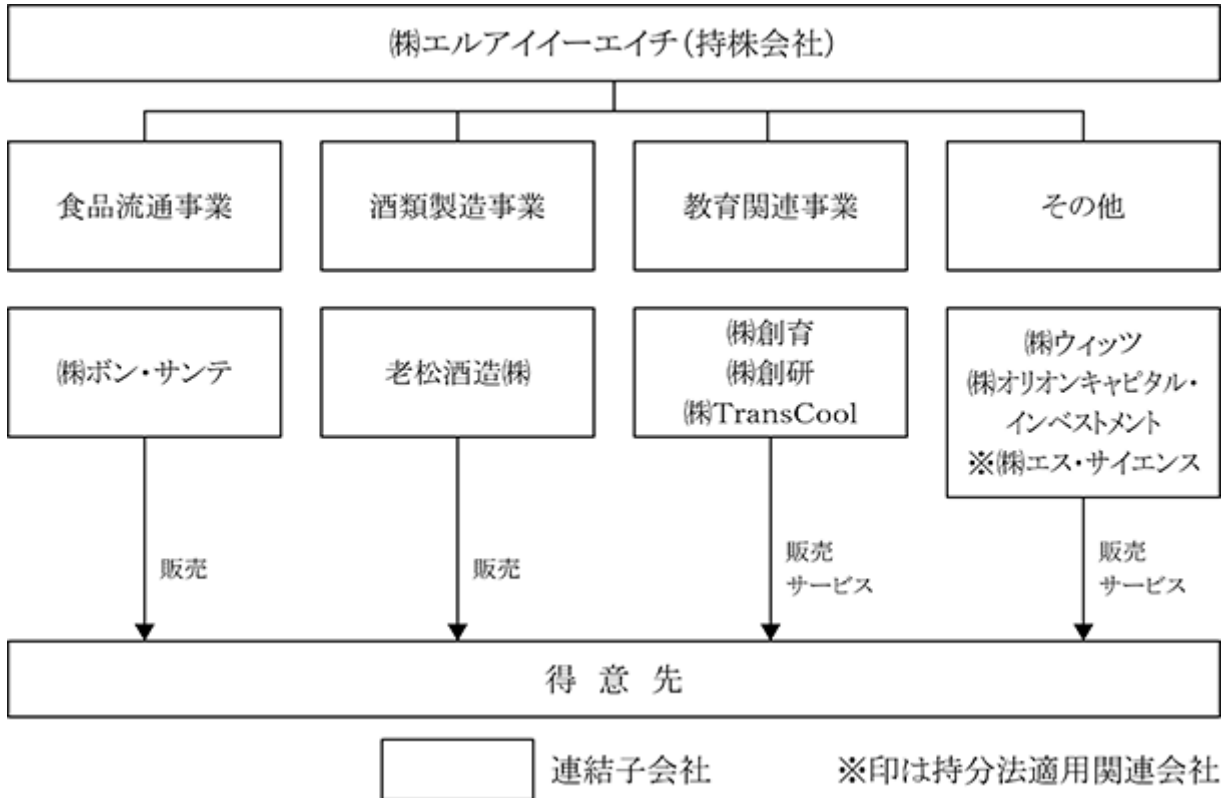 ㈱エルアイイーエイチ(持株会社)
食品流通事業
酒類製造事業
教育関連事業
その他
㈱ボン・サンテ
老松酒造㈱
㈱創育
㈱創研
㈱TransCool
㈱ウィッツ
㈱オリオンキャピタル・
インベストメント
※㈱エス・サイエンス
販売
販売
販売
サービス
販売
サービス
得 意 先
連結子会社
※印は持分法適用関連会社